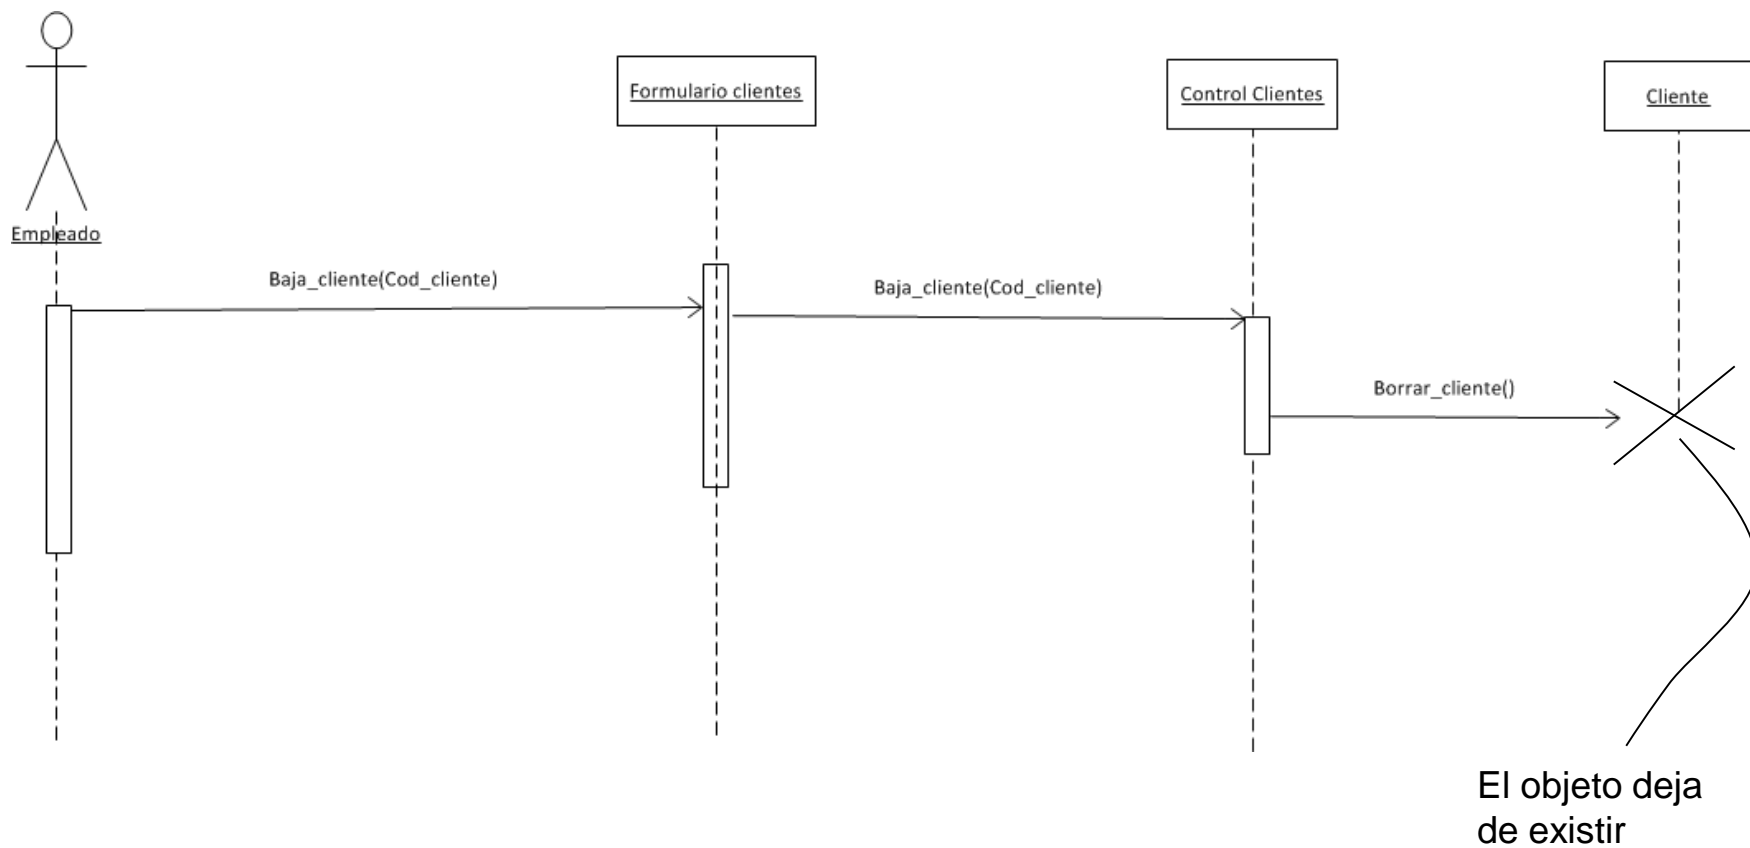 Formulario clientes
Control Clientes
Cliente
Empleado
Baja_cliente(Cod_cliente)
Baja_cliente(Cod_cliente)
Borrar_cliente()
El objeto deja
de existir